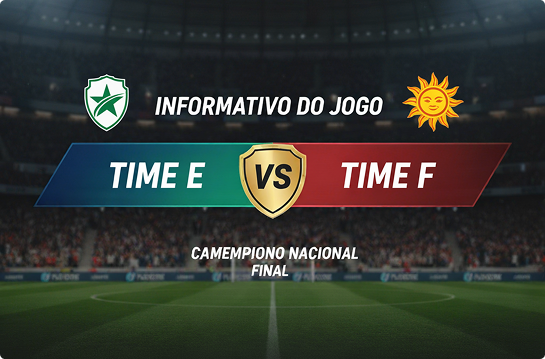 INFORMATIVO DO JOGO
TIME E VS TIME F
CAMEMPIONO NACIONAL
FINAL